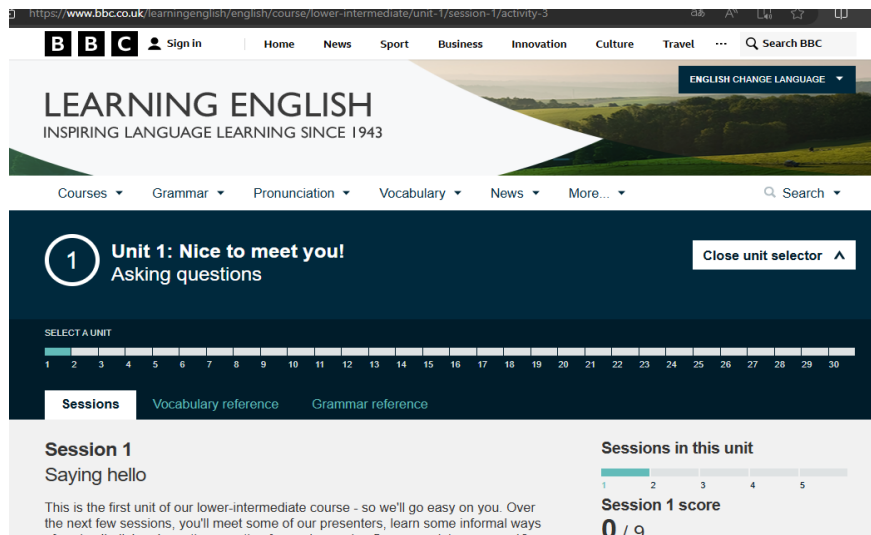 https://www.bbc.co.uk/learningenglish/english/course/lower-intermediate/unit-1/session-1/activity-3
BBC Sign in Home News Sport Business Innovation Culture Travel ... Search BBC
ENGLISH CHANGE LANGUAGE
LEARNING ENGLISH
INSPIRING LANGUAGE LEARNING SINCE 1943
Courses Grammar Pronunciation Vocabulary News More... Search
1 Unit 1: Nice to meet you!
Asking questions
Close unit selector
SELECT A UNIT
1 2 3 4 5 6 7 8 9 10 11 12 13 14 15 16 17 18 19 20 21 22 23 24 25 26 27 28 29 30
Sessions Vocabulary reference Grammar reference
Session 1
Saying hello
This is the first unit of our lower-intermediate course - so we'll go easy on you. Over
the next few sessions, you'll meet some of our presenters, learn some informal ways
Sessions in this unit
1 2 3 4 5
Session 1 score
0 / 9